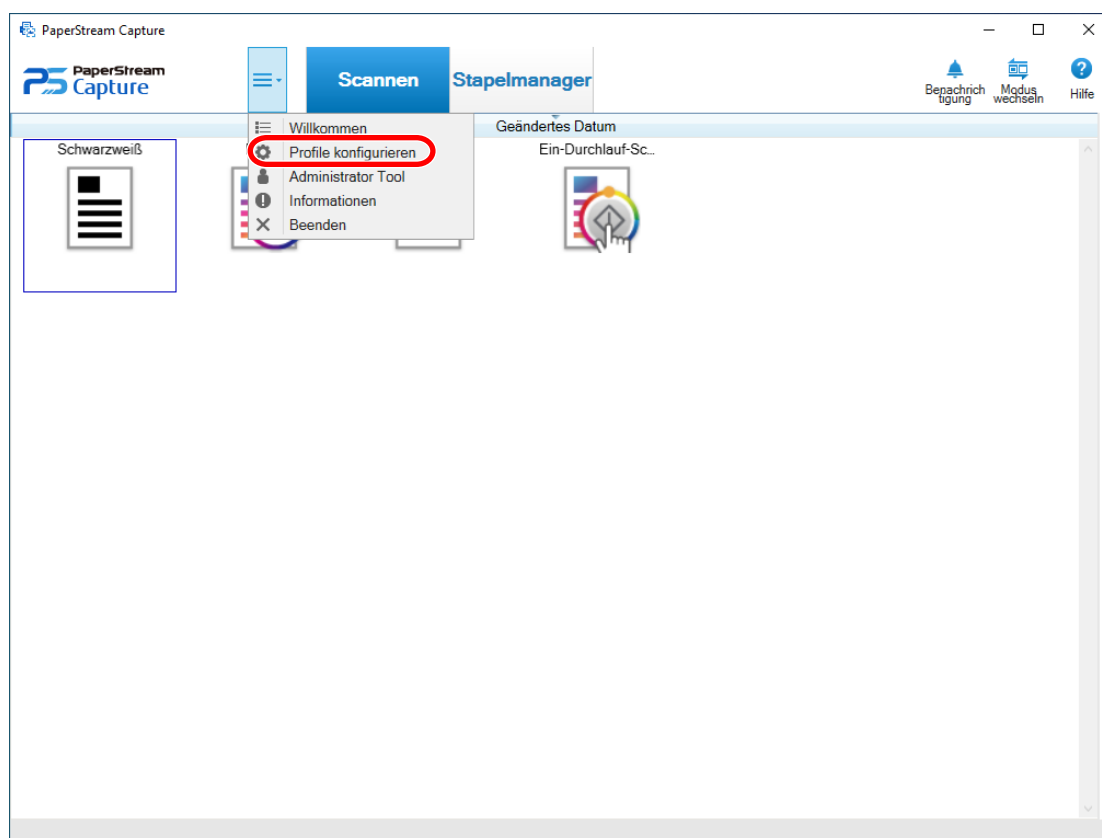 PaperStream Capture
PaperStream
Capture
Scannen
Stapelmanager
Benachrich
tigung
Modus
wechseln
Hilfe
Geändertes Datum
Willkommen
Profile konfigurieren
Administrator Tool
Informationen
Beenden
Schwarzweiß
Ein-Durchlauf-Sc...